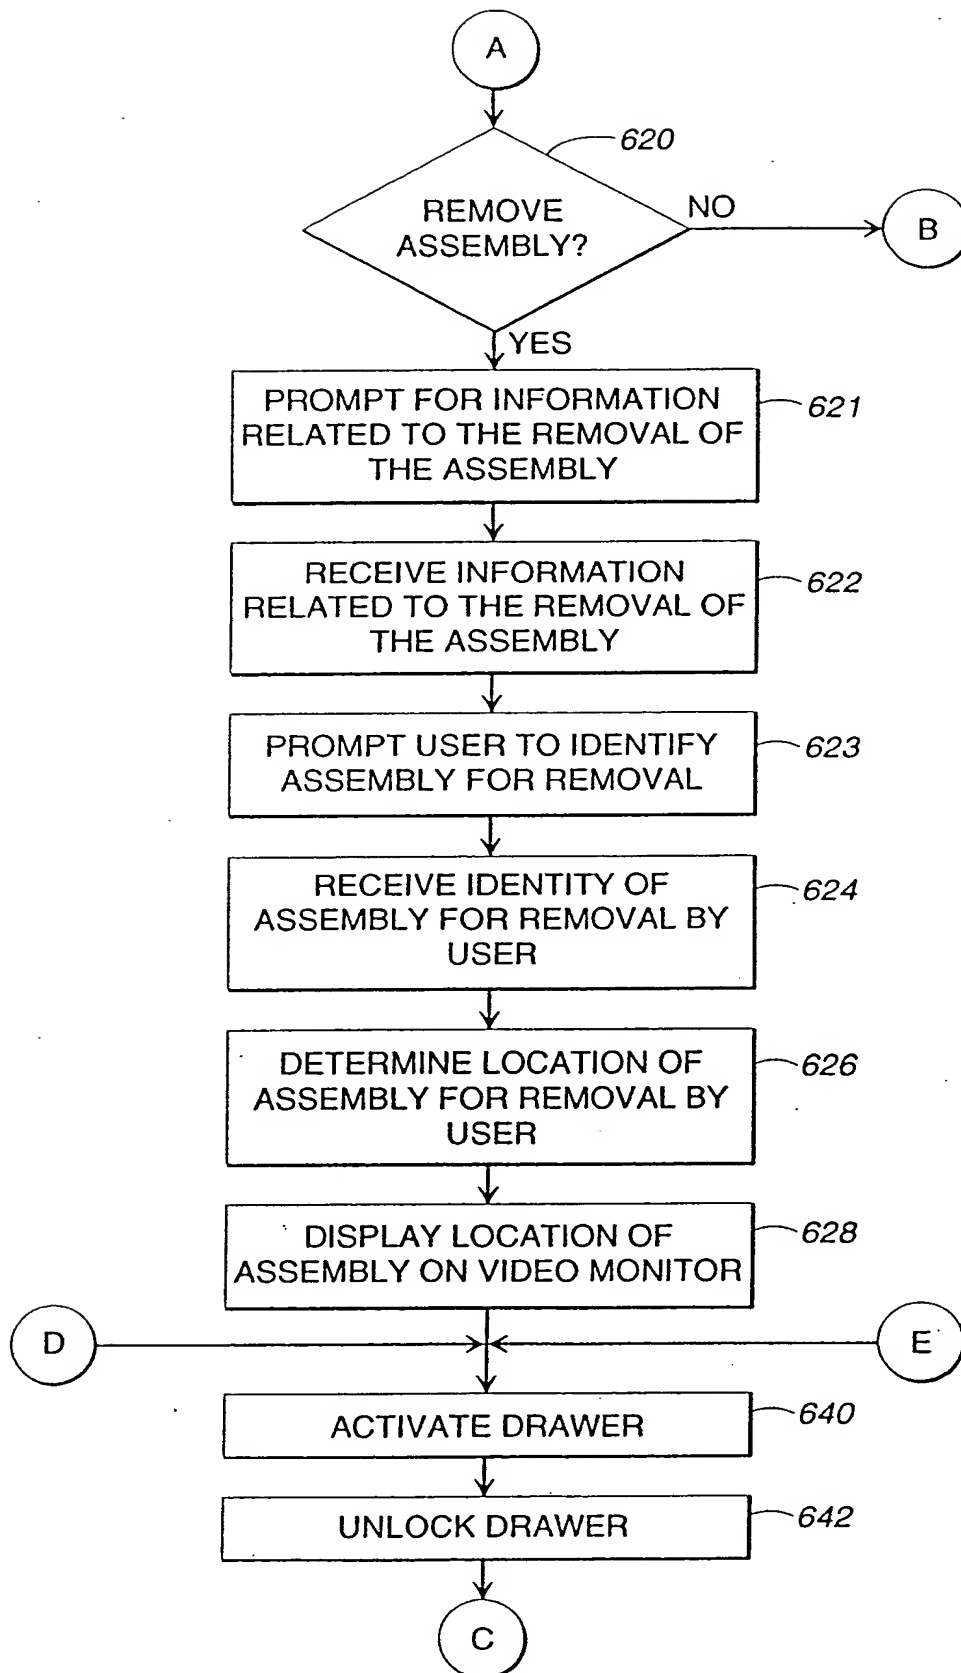 A
620
REMOVE
ASSEMBLY?
NO
B
YES
PROMPT FOR INFORMATION
RELATED TO THE REMOVAL OF
THE ASSEMBLY
621
RECEIVE INFORMATION
RELATED TO THE REMOVAL OF
THE ASSEMBLY
622
PROMPT USER TO IDENTIFY
ASSEMBLY FOR REMOVAL
623
RECEIVE IDENTITY OF
ASSEMBLY FOR REMOVAL BY
USER
624
DETERMINE LOCATION OF
ASSEMBLY FOR REMOVAL BY
USER
626
DISPLAY LOCATION OF
ASSEMBLY ON VIDEO MONITOR
628
D
E
ACTIVATE DRAWER
640
UNLOCK DRAWER
642
C